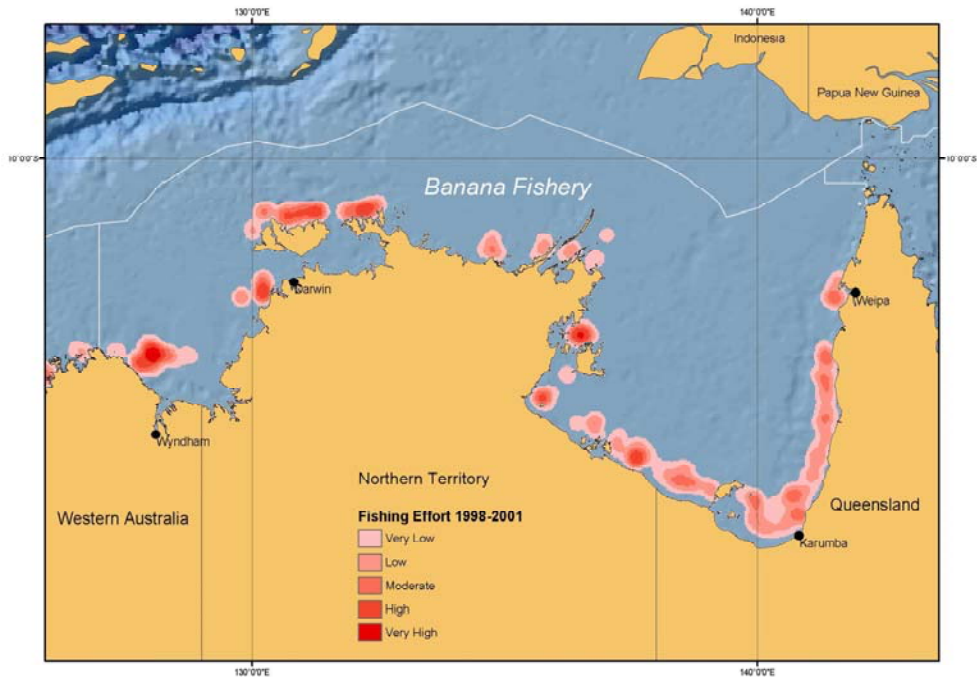 130°0'0"E
140°0'0"E
Indonesia
Papua New Guinea
10°0'0"S
10°0'0"S
Banana Fishery
Darwin
Weipa
Wyndham
Northern Territory
Western Australia
Fishing Effort 1998-2001
Very Low
Low
Moderate
High
Very High
Queensland
Karumba
130°0'0"E
140°0'0"E